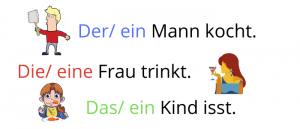 Der/ ein Mann kocht.
Die/ eine Frau trinkt.
Das/ ein Kind isst.